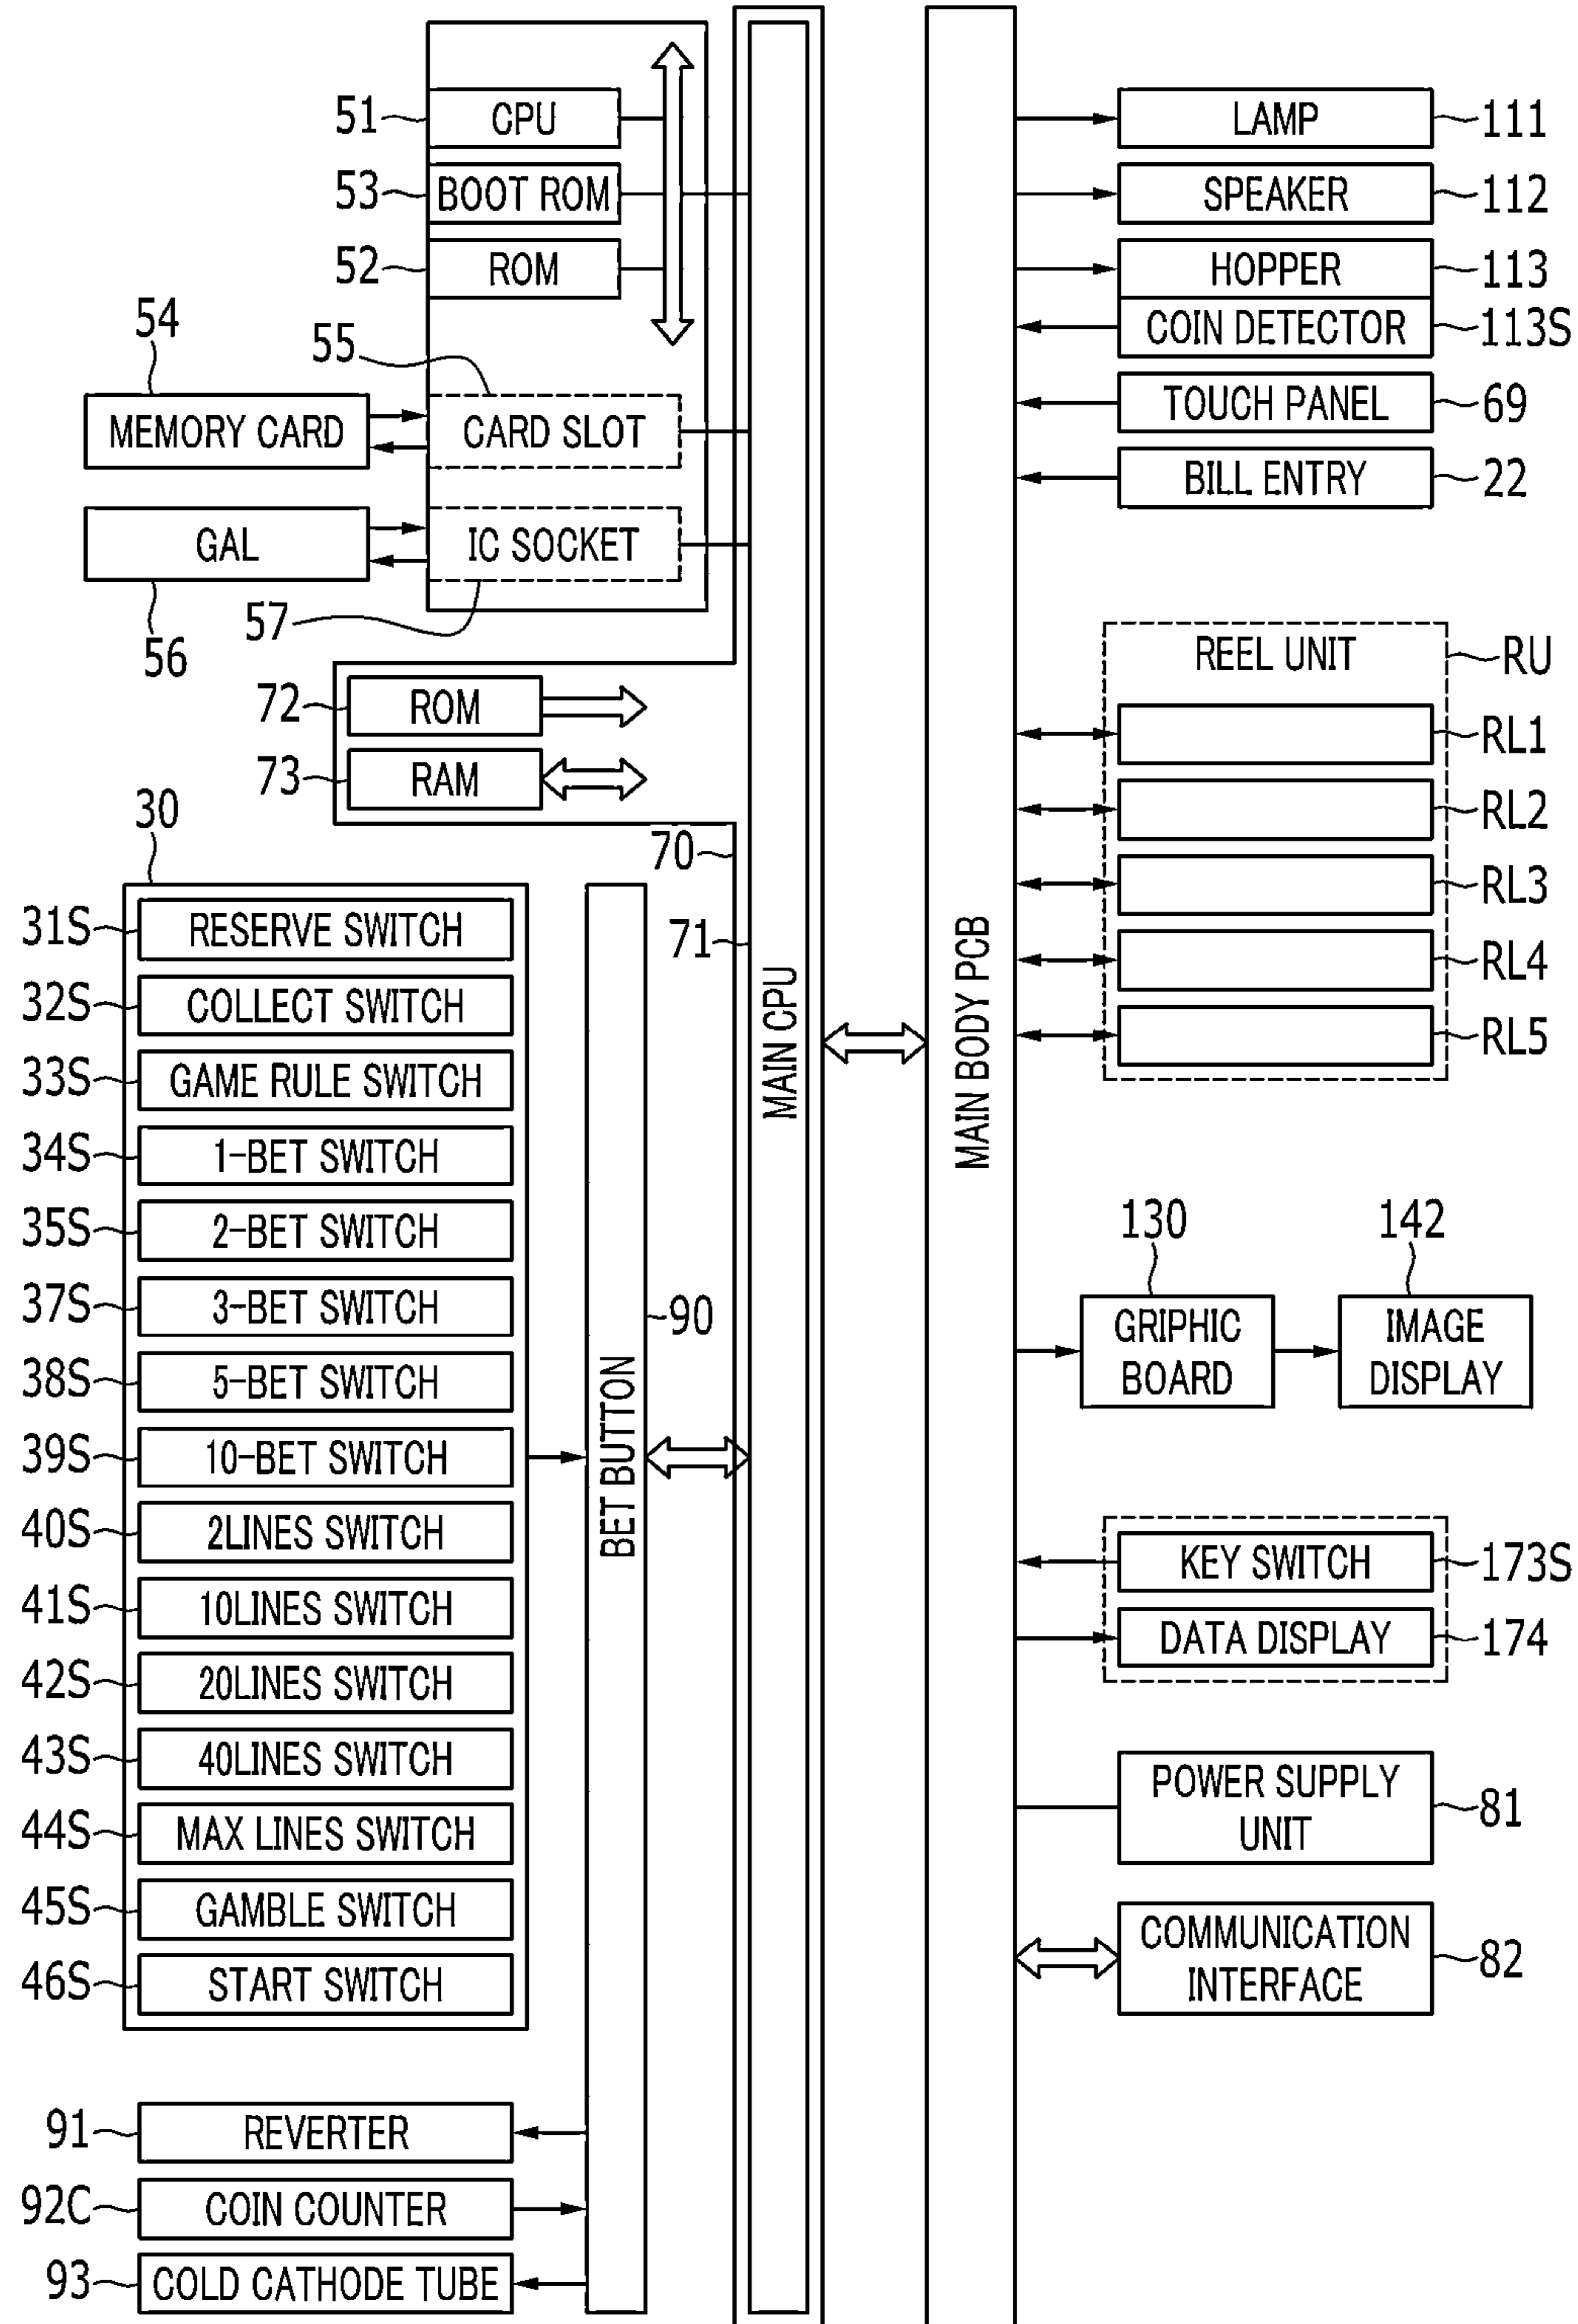 51
CPU
53
BOOT ROM
52
ROM
54
55
MEMORY CARD
CARD SLOT
GAL
IC SOCKET
56
57
72
ROM
73
RAM
30
70
71
31S
RESERVE SWITCH
32S
COLLECT SWITCH
33S
GAME RULE SWITCH
34S
1-BET SWITCH
35S
2-BET SWITCH
37S
3-BET SWITCH
38S
5-BET SWITCH
39S
10-BET SWITCH
40S
2LINES SWITCH
41S
10LINES SWITCH
42S
20LINES SWITCH
43S
40LINES SWITCH
44S
MAX LINES SWITCH
45S
GAMBLE SWITCH
46S
START SWITCH
90
BET BUTTON
91
REVERTER
92C
COIN COUNTER
93
COLD CATHODE TUBE
MAIN CPU
MAIN BODY PCB
LAMP
111
SPEAKER
112
HOPPER
113
COIN DETECTOR
113S
TOUCH PANEL
69
BILL ENTRY
22
REEL UNIT
RU
RL1
RL2
RL3
RL4
RL5
130
142
GRIPHIC
BOARD
IMAGE
DISPLAY
KEY SWITCH
173S
DATA DISPLAY
174
POWER SUPPLY
UNIT
81
COMMUNICATION
INTERFACE
82